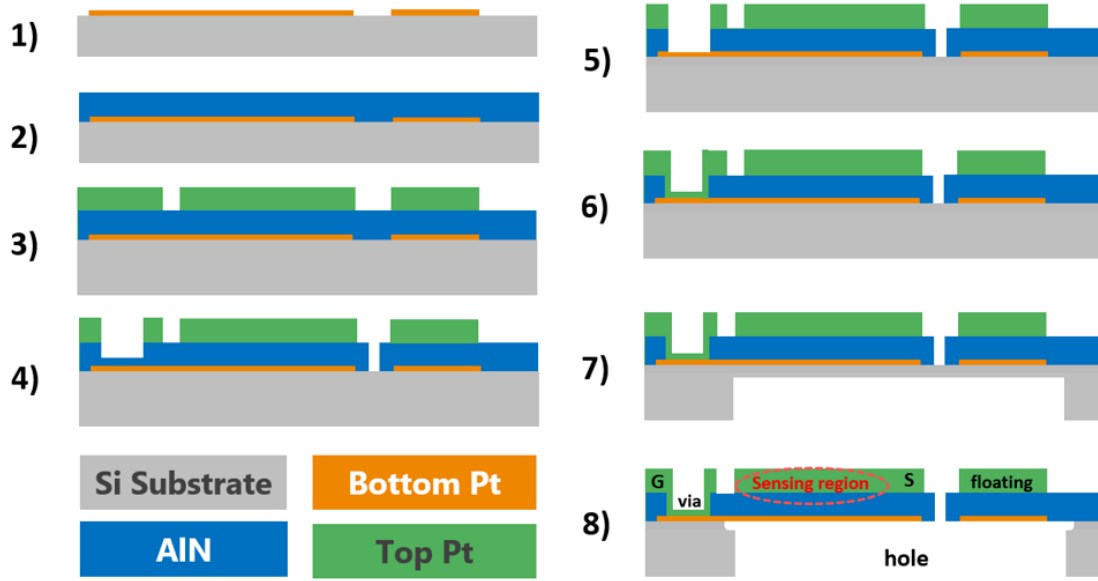 1)
2)
3)
4)
Si Substrate
Bottom Pt
AlN
Top Pt
5)
6)
7)
8)
G
via
Sensing region
S
floating
hole